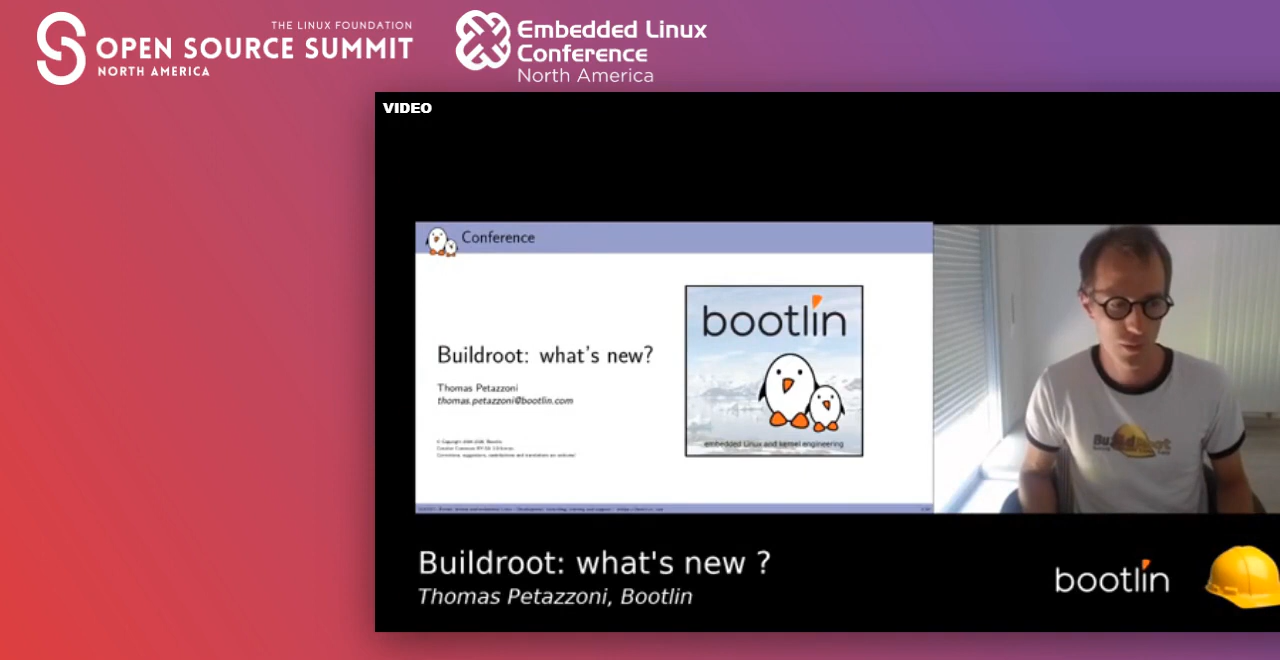 THE LINUX FOUNDATION
OPEN SOURCE SUMMIT
NORTH AMERICA
Embedded Linux
Conference
North America
VIDEO
Conference
bootlin
Buildroot: what's new?
Thomas Petazzoni
thomas.petazzoni@bootlin.com
embedded Linux and kernel engineering
Buildroot
Buildroot: what's new ?
Thomas Petazzoni, Bootlin
bootlin